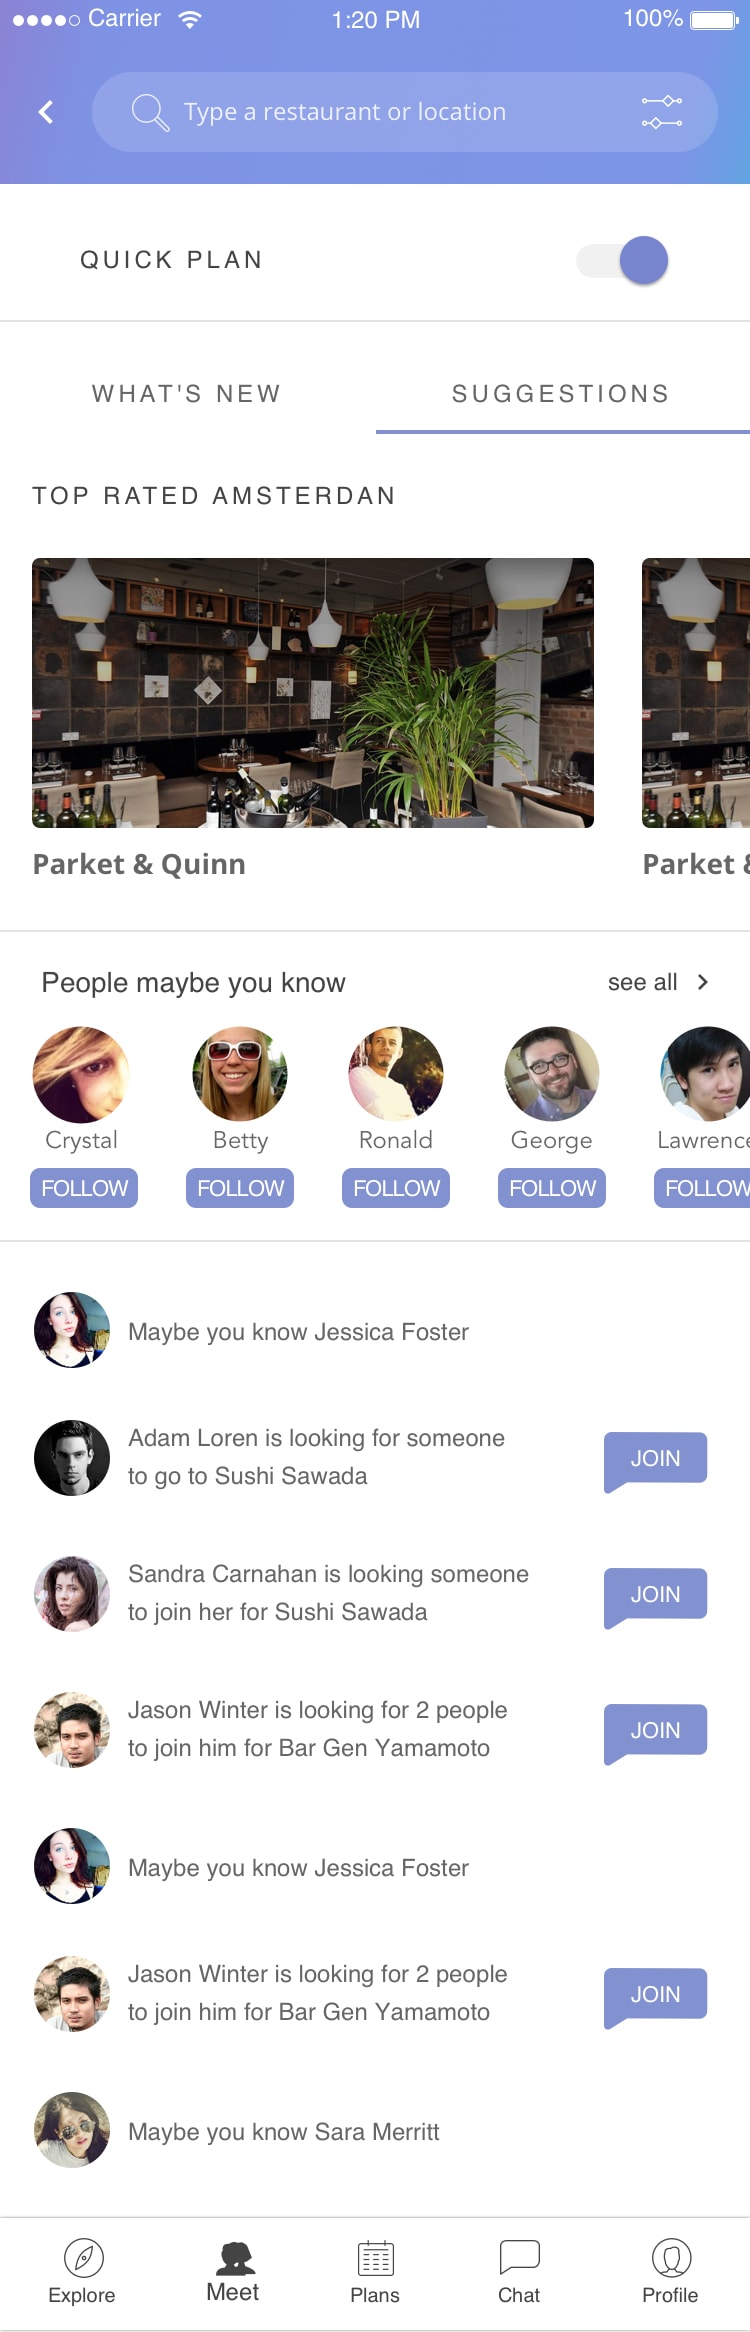 Carrier 1:20 PM 100%
Type a restaurant or location
QUICK PLAN
WHAT'S NEW SUGGESTIONS
TOP RATED AMSTERDAN
Parket & Quinn Parket &
People maybe you know see all
Crystal Betty Ronald George Lawrence
FOLLOW FOLLOW FOLLOW FOLLOW FOLLOW
Maybe you know Jessica Foster
Adam Loren is looking for someone
to go to Sushi Sawada
JOIN
Sandra Carnahan is looking someone
to join her for Sushi Sawada
JOIN
Jason Winter is looking for 2 people
to join him for Bar Gen Yamamoto
JOIN
Maybe you know Jessica Foster
Jason Winter is looking for 2 people
to join him for Bar Gen Yamamoto
JOIN
Maybe you know Sara Merritt
Explore Meet Plans Chat Profile